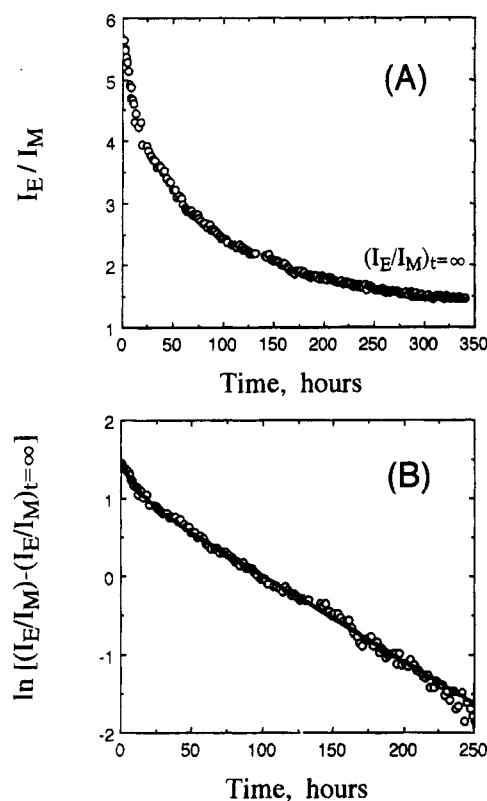 6
5
4
3
2
1
I_E / I_M
(A)
(I_E/I_M)t=∞
0 50 100 150 200 250 300 350
Time, hours
2
1
0
-1
-2
ln [(I_E/I_M)-(I_E/I_M)t=∞]
(B)
0 50 100 150 200 250
Time, hours